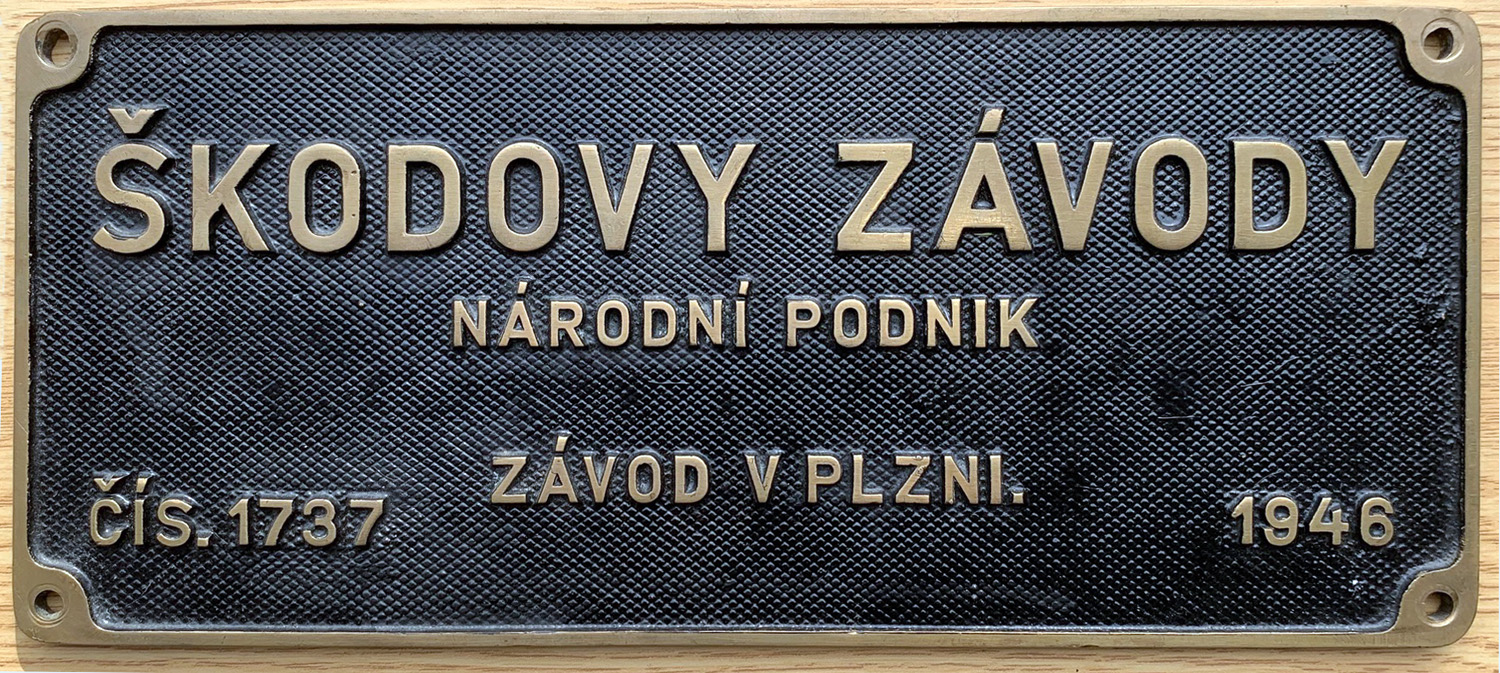 ŠKODOVY ZÁVODY
NÁRODNÍ PODNIK
ZÁVOD V PLZNI.
ČÍS. 1737
1946